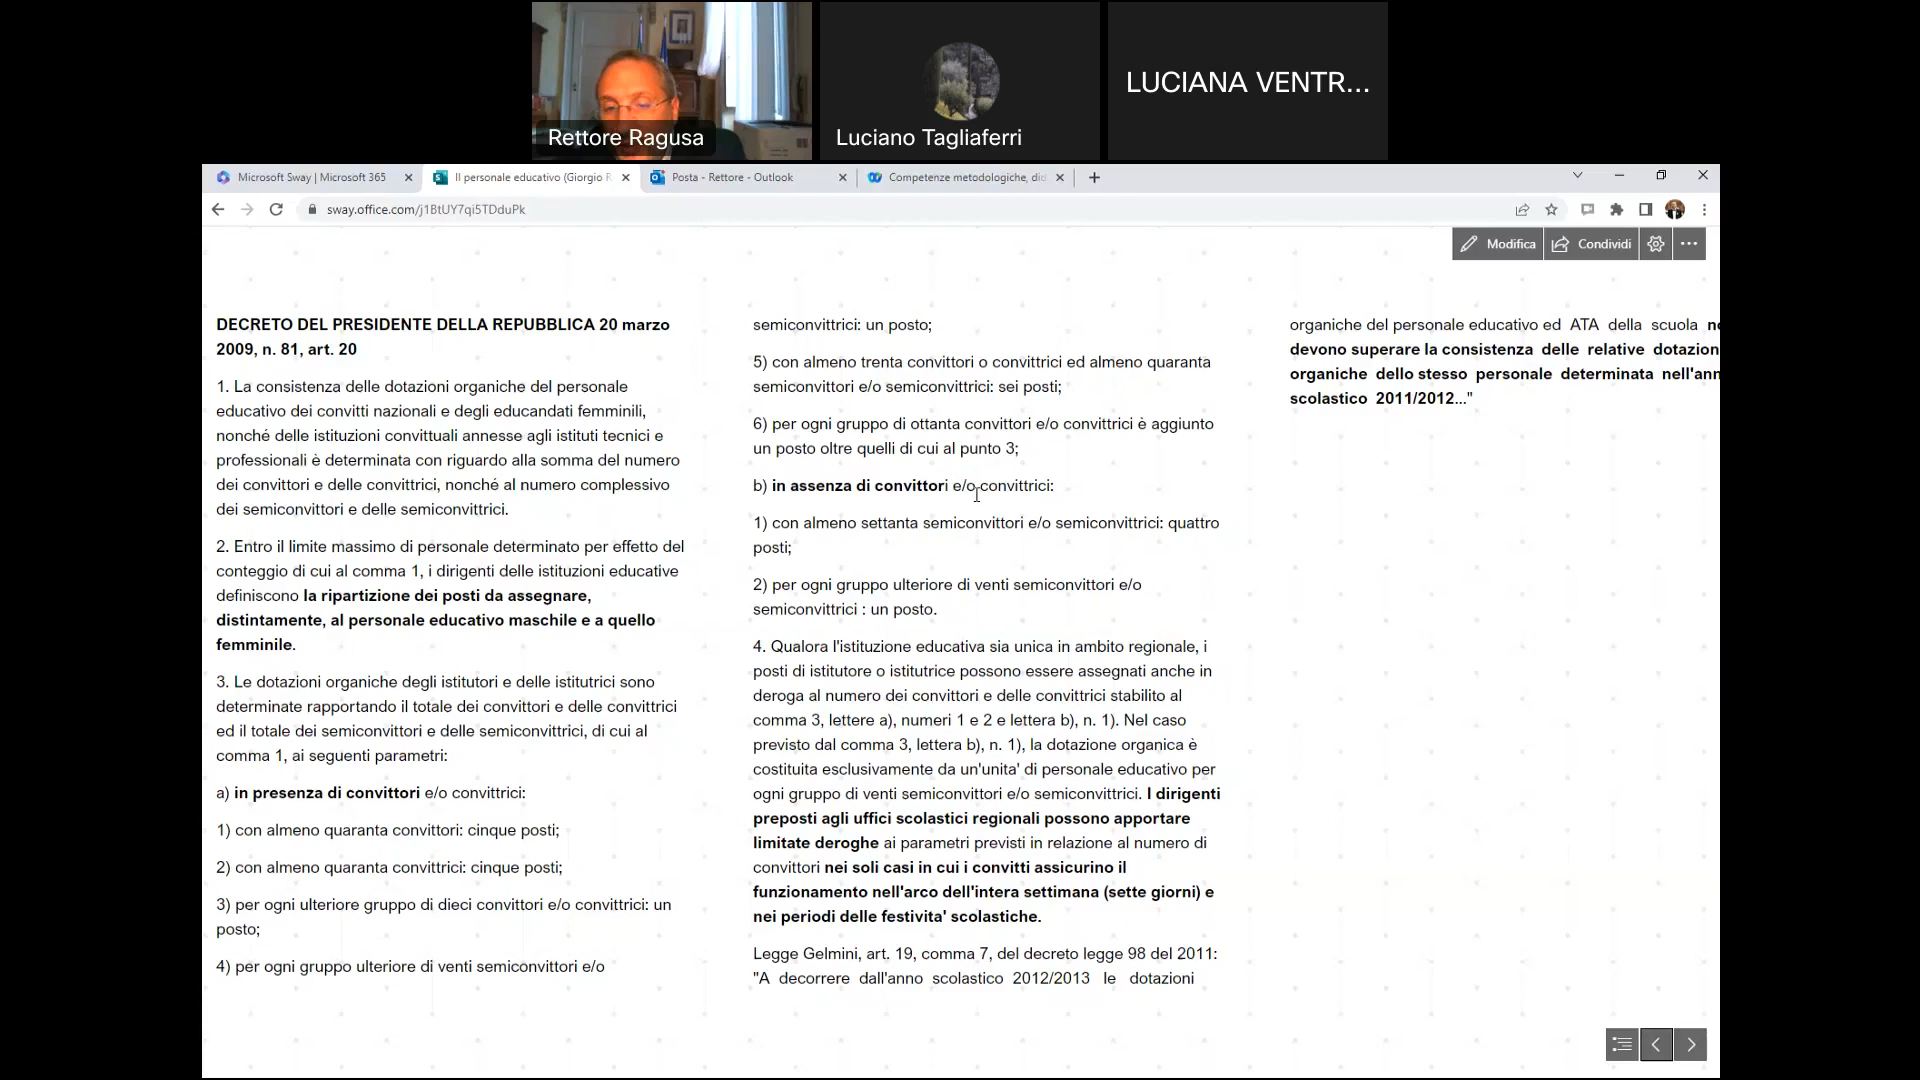 Rettore Ragusa
Luciano Tagliaferri
LUCIANA VENTR...
Microsoft Sway | Microsoft 365
Il personale educativo (Giorgio R
Posta - Rettore - Outlook
Competenze metodologiche, did
sway.office.com/j1BtUY7qi5TDduPk
Modifica
Condividi
DECRETO DEL PRESIDENTE DELLA REPUBBLICA 20 marzo
2009, n. 81, art. 20
1. La consistenza delle dotazioni organiche del personale
educativo dei convitti nazionali e degli educandati femminili,
nonché delle istituzioni convittuali annesse agli istituti tecnici e
professionali è determinata con riguardo alla somma del numero
dei convittori e delle convittrici, nonché al numero complessivo
dei semiconvittori e delle semiconvittrici.
2. Entro il limite massimo di personale determinato per effetto del
conteggio di cui al comma 1, i dirigenti delle istituzioni educative
definiscono la ripartizione dei posti da assegnare,
distintamente, al personale educativo maschile e a quello
femminile.
3. Le dotazioni organiche degli istitutori e delle istitutrici sono
determinate rapportando il totale dei convittori e delle convittrici
ed il totale dei semiconvittori e delle semiconvittrici, di cui al
comma 1, ai seguenti parametri:
a) in presenza di convittori e/o convittrici:
1) con almeno quaranta convittori: cinque posti;
2) con almeno quaranta convittrici: cinque posti;
3) per ogni ulteriore gruppo di dieci convittori e/o convittrici: un
posto;
4) per ogni gruppo ulteriore di venti semiconvittori e/o
semiconvittrici: un posto;
5) con almeno trenta convittori o convittrici ed almeno quaranta
semiconvittori e/o semiconvittrici: sei posti;
6) per ogni gruppo di ottanta convittori e/o convittrici è aggiunto
un posto oltre quelli di cui al punto 3;
b) in assenza di convittori e/o convittrici:
1) con almeno settanta semiconvittori e/o semiconvittrici: quattro
posti;
2) per ogni gruppo ulteriore di venti semiconvittori e/o
semiconvittrici : un posto.
4. Qualora l'istituzione educativa sia unica in ambito regionale, i
posti di istitutore o istitutrice possono essere assegnati anche in
deroga al numero dei convittori e delle convittrici stabilito al
comma 3, lettere a), numeri 1 e 2 e lettera b), n. 1). Nel caso
previsto dal comma 3, lettera b), n. 1), la dotazione organica è
costituita esclusivamente da un'unita' di personale educativo per
ogni gruppo di venti semiconvittori e/o semiconvittrici. I dirigenti
preposti agli uffici scolastici regionali possono apportare
limitate deroghe ai parametri previsti in relazione al numero di
convittori nei soli casi in cui i convitti assicurino il
funzionamento nell'arco dell'intera settimana (sette giorni) e
nei periodi delle festivita' scolastiche.
Legge Gelmini, art. 19, comma 7, del decreto legge 98 del 2011:
"A decorrere dall'anno scolastico 2012/2013 le dotazioni
organiche del personale educativo ed ATA della scuola
devono superare la consistenza delle relative dotazion
organiche dello stesso personale determinata nell'ann
scolastico 2011/2012..."